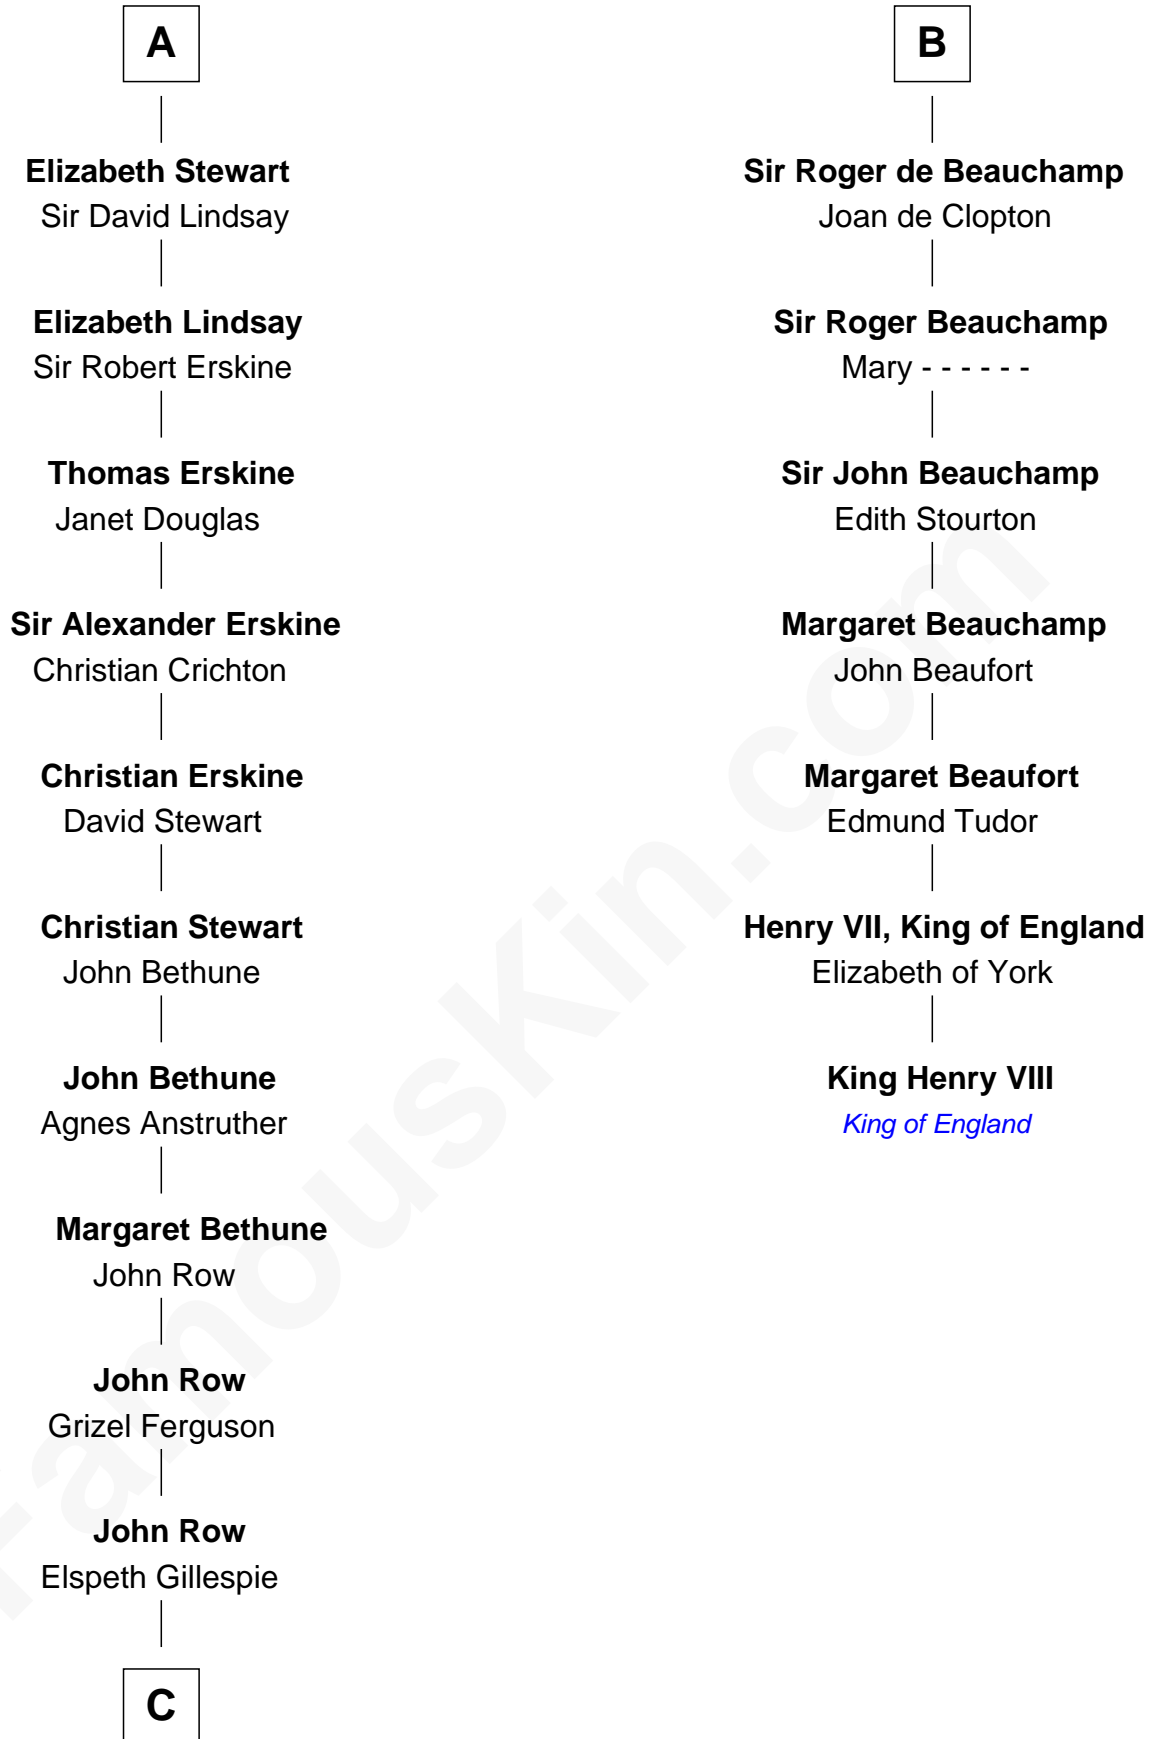 A
Elizabeth Stewart
Sir David Lindsay
Elizabeth Lindsay
Sir Robert Erskine
Thomas Erskine
Janet Douglas
Sir Alexander Erskine
Christian Crichton
Christian Erskine
David Stewart
Christian Stewart
John Bethune
John Bethune
Agnes Anstruther
Margaret Bethune
John Row
John Row
Grizel Ferguson
John Row
Elspeth Gillespie
C
B
Sir Roger de Beauchamp
Joan de Clopton
Sir Roger Beauchamp
Mary - - - - - -
Sir John Beauchamp
Edith Stourton
Margaret Beauchamp
John Beaufort
Margaret Beaufort
Edmund Tudor
Henry VII, King of England
Elizabeth of York
King Henry VIII
King of England
FamousKin.com